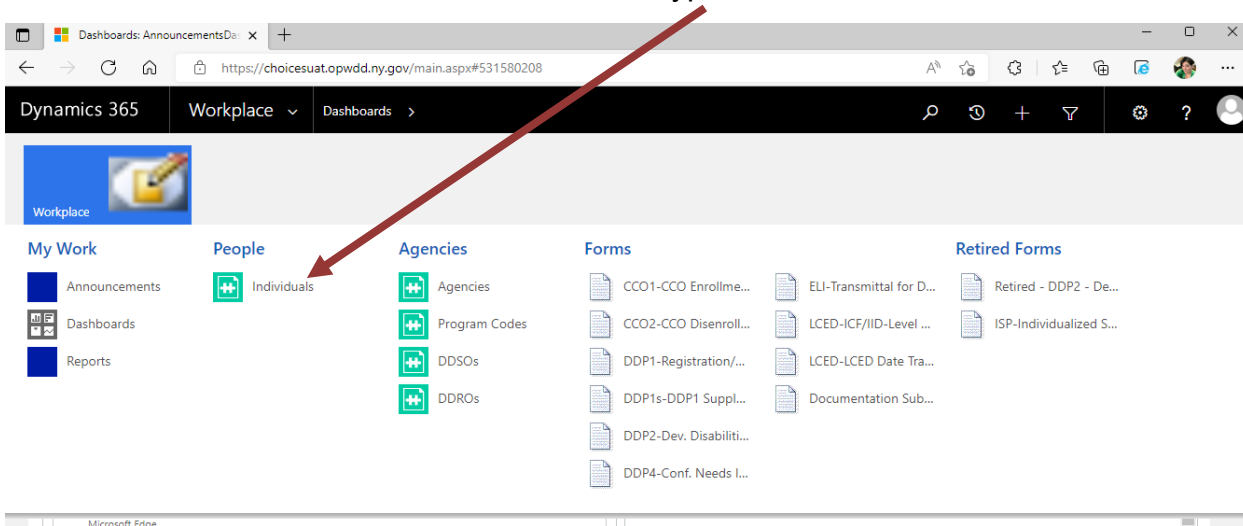 Dashboards: AnnouncementsDa
https://choicesuat.opwdd.ny.gov/main.aspx#531580208
Dynamics 365 Workplace Dashboards >
Workplace
My Work
Announcements
Dashboards
Reports
People
Individuals
Agencies
Agencies
Program Codes
DDSOs
DDROs
Forms
CCO1-CCO Enrollme...
CCO2-CCO Disenroll...
DDP1-Registration/...
DDP1s-DDP1 Suppl...
DDP2-Dev. Disabiliti...
DDP4-Conf. Needs I...
ELI-Transmittal for D...
LCED-ICF/IID-Level ...
LCED-LCED Date Tra...
Documentation Sub...
Retired Forms
Retired - DDP2 - De...
ISP-Individualized S...
Microsoft Edge